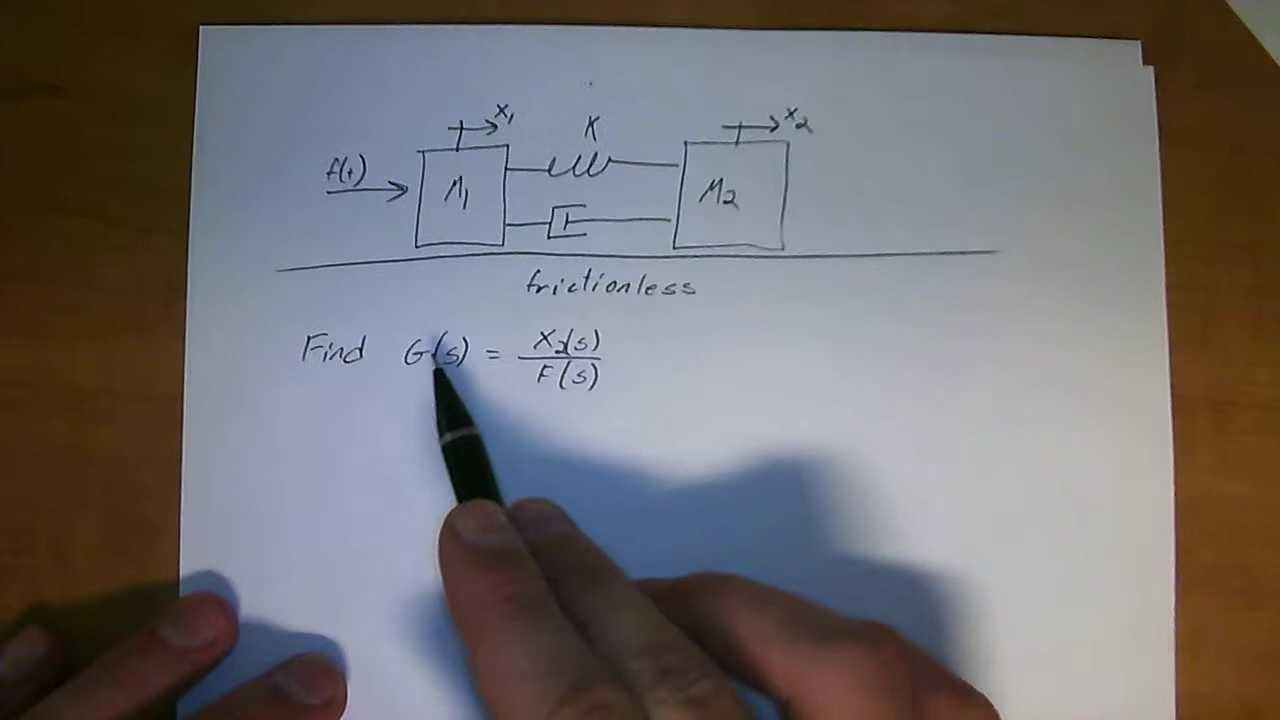 x₁ K x₂
f(t) M₁ M₂
frictionless
Find G(s) = X₂(s) / F(s)